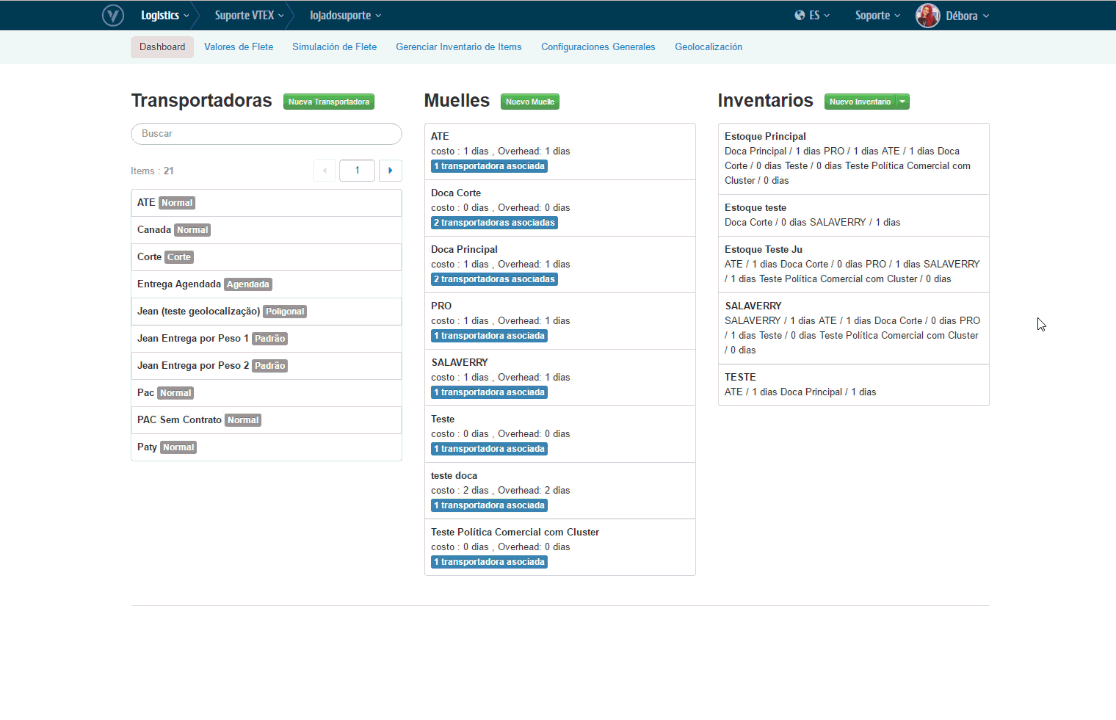 Logistics Suporte VTEX lojadosuporte ES Soporte Débora
Dashboard Valores de Flete Simulación de Flete Gerenciar Inventario de Items Configuraciones Generales Geolocalización
Transportadoras Nueva Transportadora
Buscar
Items : 21 1
ATE Normal
Canada Normal
Corte Corte
Entrega Agendada Agendada
Jean (teste geolocalização) Poligonal
Jean Entrega por Peso 1 Padrão
Jean Entrega por Peso 2 Padrão
Pac Normal
PAC Sem Contrato Normal
Paty Normal
Muelles Nuevo Muelle
ATE
costo : 1 dias , Overhead: 1 dias
1 transportadora asociada
Doca Corte
costo : 0 dias , Overhead: 0 dias
2 transportadoras asociadas
Doca Principal
costo : 1 dias , Overhead: 1 dias
2 transportadoras asociadas
PRO
costo : 1 dias , Overhead: 1 dias
1 transportadora asociada
SALAVERRY
costo : 1 dias , Overhead: 1 dias
1 transportadora asociada
Teste
costo : 0 dias , Overhead: 0 dias
1 transportadora asociada
teste doca
costo : 2 dias , Overhead: 2 dias
1 transportadora asociada
Teste Política Comercial com Cluster
costo : 0 dias , Overhead: 0 dias
1 transportadora asociada
Inventarios Nuevo Inventario
Estoque Principal
Doca Principal / 1 dias PRO / 1 dias ATE / 1 dias Doca
Corte / 0 dias Teste / 0 dias Teste Política Comercial com
Cluster / 0 dias
Estoque teste
Doca Corte / 0 dias SALAVERRY / 1 dias
Estoque Teste Ju
ATE / 1 dias Doca Corte / 0 dias PRO / 1 dias SALAVERRY
/ 1 dias Teste Política Comercial com Cluster / 0 dias
SALAVERRY
SALAVERRY / 1 dias ATE / 1 dias Doca Corte / 0 dias PRO
/ 1 dias Teste / 0 dias Teste Política Comercial com Cluster
/ 0 dias
TESTE
ATE / 1 dias Doca Principal / 1 dias